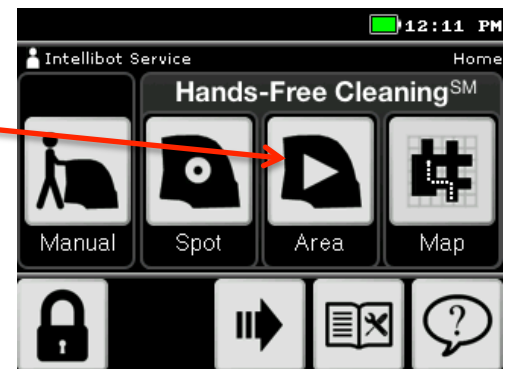 12:11 PM
Intellibot Service Home
Hands-Free Cleaning℠
Manual Spot Area Map
?